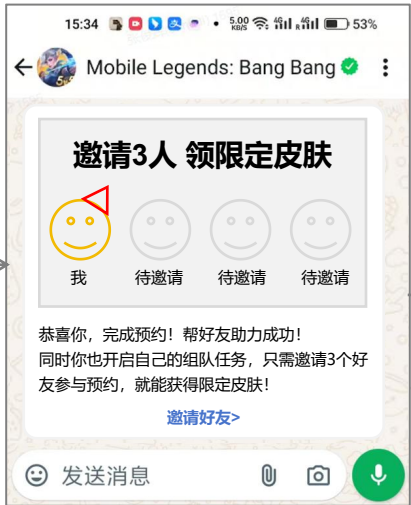 15:34 5.00 KB/S 4G R 4G 53%
Mobile Legends: Bang Bang
邀请3人 领限定皮肤
我 待邀请 待邀请 待邀请
恭喜你，完成预约！帮好友助力成功！
同时你也开启自己的组队任务，只需邀请3个好
友参与预约，就能获得限定皮肤！
邀请好友>
发送消息